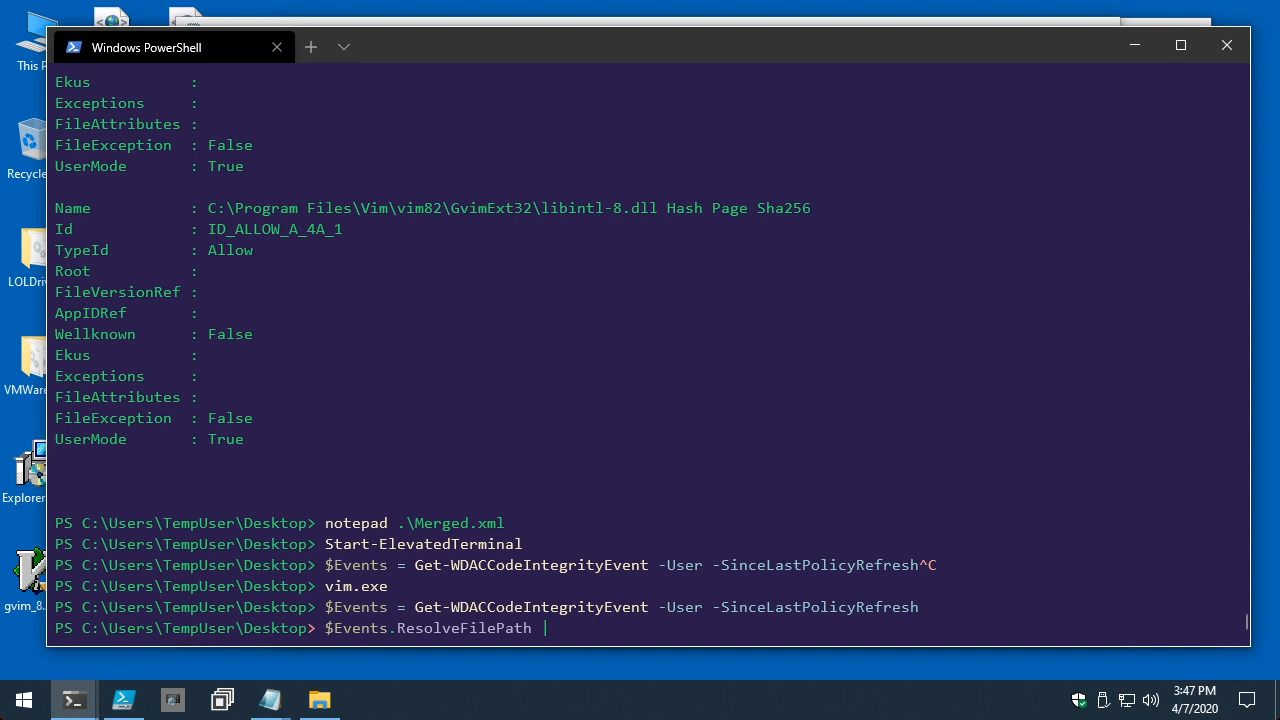 This P
Recycle
LOLDri
VMWare
Explorer
gvim_8.
Windows PowerShell
Ekus :
Exceptions :
FileAttributes :
FileException : False
UserMode : True
Name : C:\Program Files\Vim\vim82\GvimExt32\libintl-8.dll Hash Page Sha256
Id : ID_ALLOW_A_4A_1
TypeId : Allow
Root :
FileVersionRef :
AppIDRef :
Wellknown : False
Ekus :
Exceptions :
FileAttributes :
FileException : False
UserMode : True
PS C:\Users\TempUser\Desktop> notepad .\Merged.xml
PS C:\Users\TempUser\Desktop> Start-ElevatedTerminal
PS C:\Users\TempUser\Desktop> $Events = Get-WDACCodeIntegrityEvent -User -SinceLastPolicyRefresh^C
PS C:\Users\TempUser\Desktop> vim.exe
PS C:\Users\TempUser\Desktop> $Events = Get-WDACCodeIntegrityEvent -User -SinceLastPolicyRefresh
PS C:\Users\TempUser\Desktop> $Events.ResolveFilePath |
3:47 PM
4/7/2020